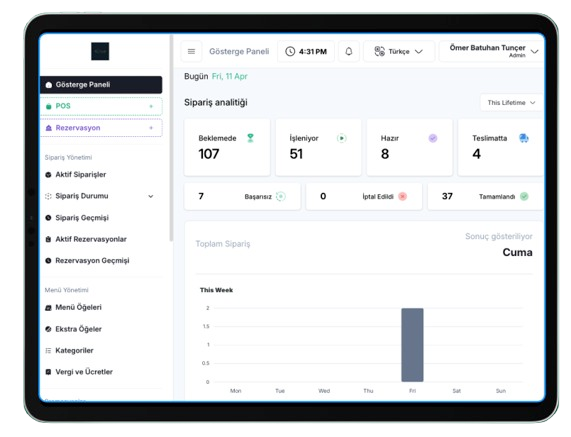 Gösterge Paneli
4:31 PM
Türkçe
Ömer Batuhan Tunçer
Admin
Gösterge Paneli
POS
+
Rezervasyon
+
Sipariş Yönetimi
Aktif Siparişler
Sipariş Durumu
Sipariş Geçmişi
Aktif Rezervasyonlar
Rezervasyon Geçmişi
Menü Yönetimi
Menü Öğeleri
Ekstra Öğeler
Kategoriler
Vergi ve Ücretler
Bugün Fri, 11 Apr
Sipariş analitiği
This Lifetime
Beklemede
107
İşleniyor
51
Hazır
8
Teslimatta
4
7 Başarısız
0 İptal Edildi
37 Tamamlandı
Toplam Sipariş
Sonuç gösteriliyor
Cuma
This Week
2
1.5
1
0.5
0
Mon Tue Wed Thu Fri Sat Sun